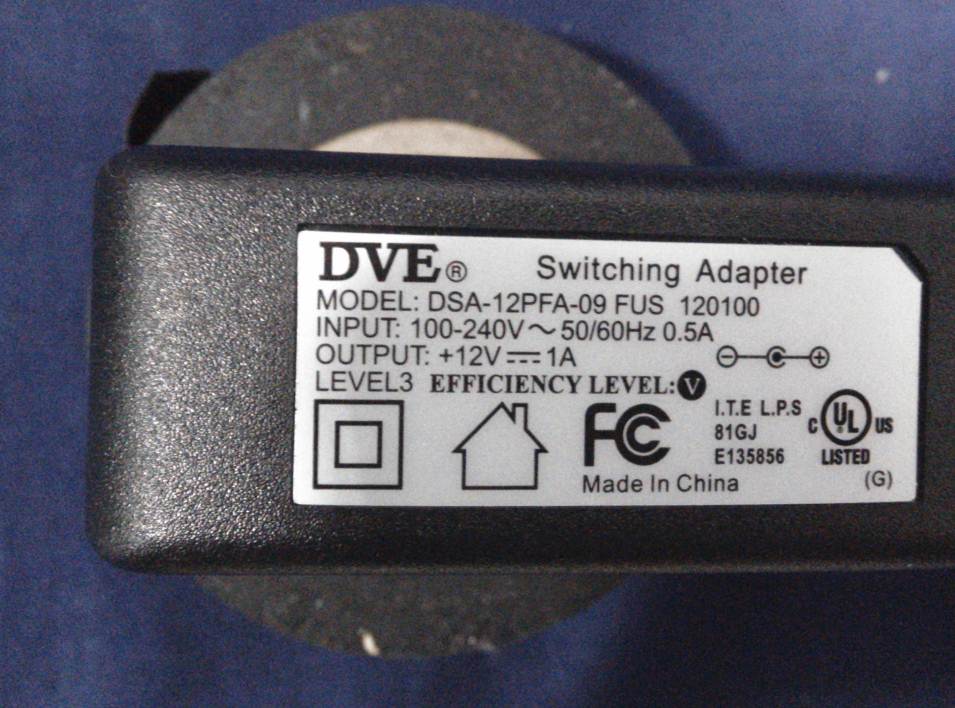 DVE® Switching Adapter
MODEL: DSA-12PFA-09 FUS 120100
INPUT: 100-240V～50/60Hz 0.5A
OUTPUT: +12V⎓1A
LEVEL3 EFFICIENCY LEVEL:V
FC
I.T.E L.P.S
81GJ
E135856
C UL® US
LISTED
Made In China
(G)